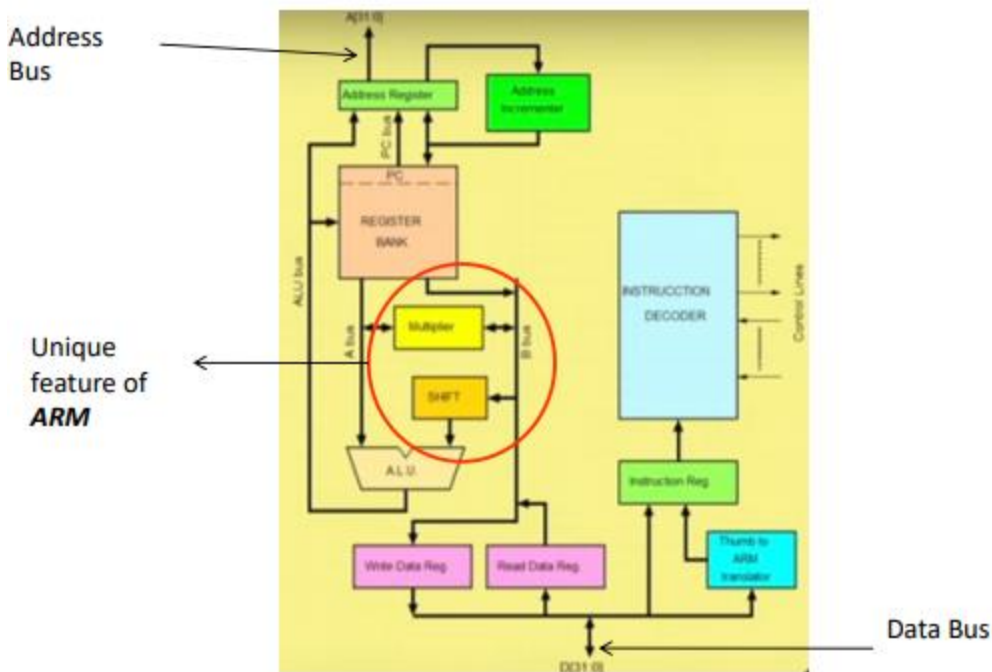 Address
Bus
A[31:0]
Address Register
Address
Incrementer
PC bus
PC
REGISTER
BANK
ALU bus
INSTRUCCTION
DECODER
Control Lines
A bus
Multiplier
B bus
Unique
feature of
ARM
SHIFT
A.L.U.
Instruction Reg.
Write Data Reg.
Read Data Reg.
Thumb to
ARM
translator
Data Bus
D[31:0]